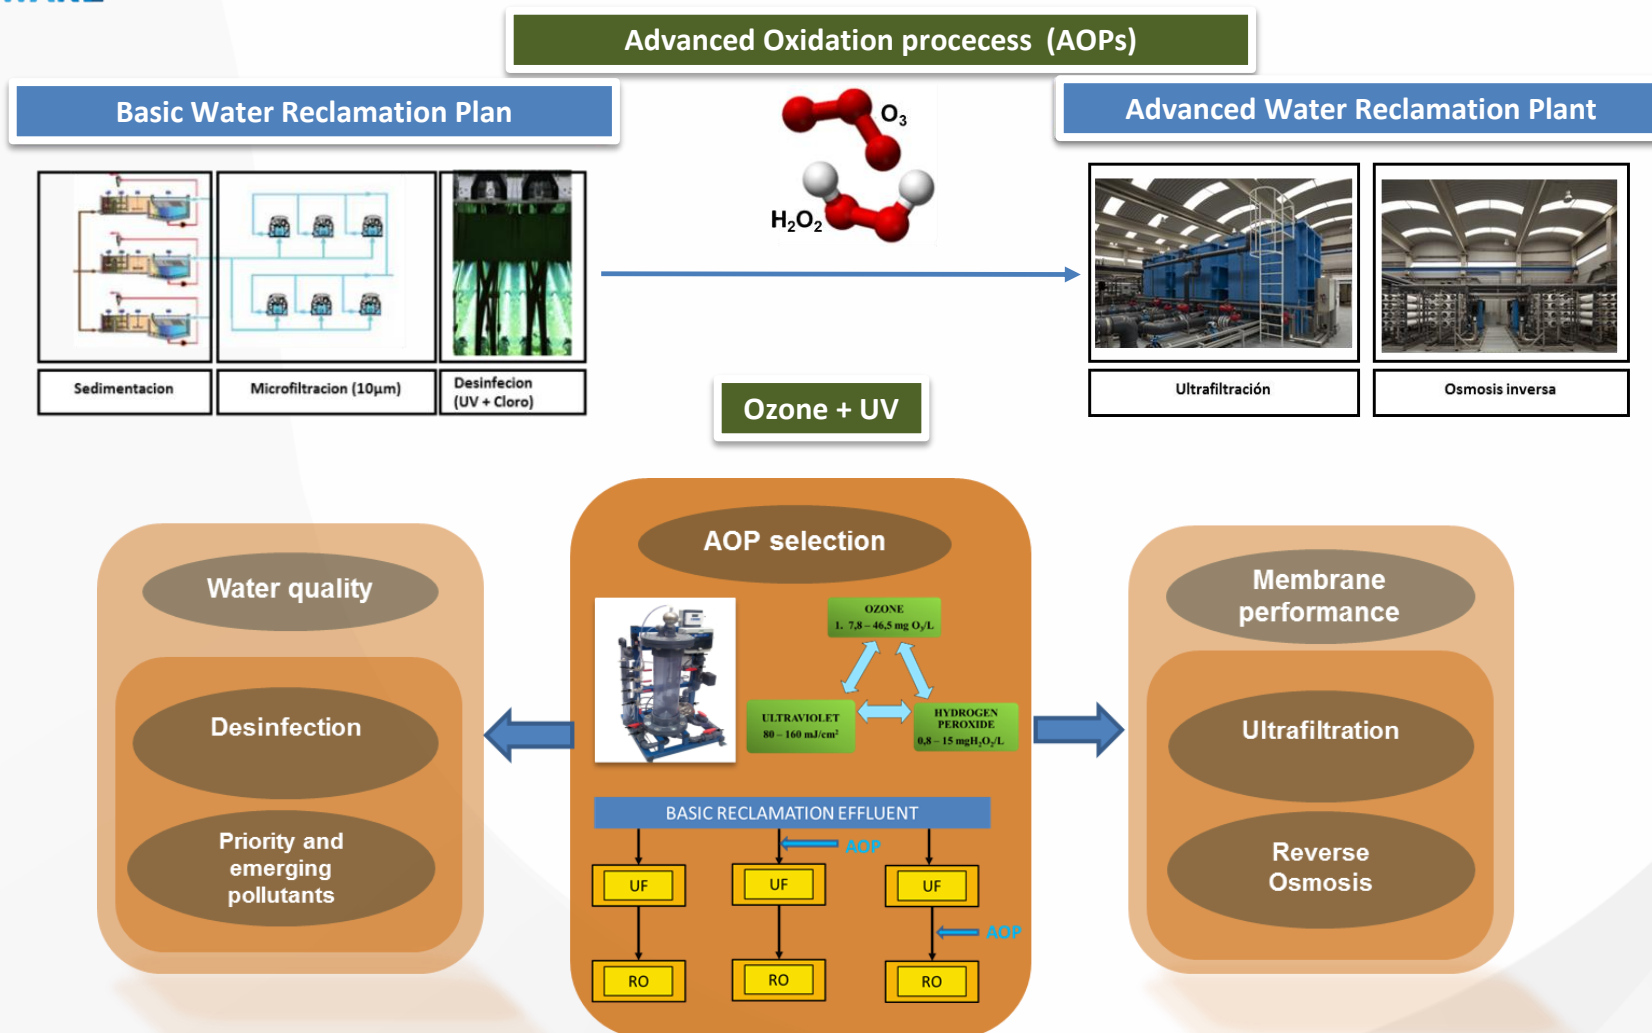 Advanced Oxidation procecess (AOPs)
Basic Water Reclamation Plan
Advanced Water Reclamation Plant
O3
H2O2
Sedimentacion
Microfiltracion (10µm)
Desinfecion
(UV + Cloro)
Ultrafiltración
Osmosis inversa
Ozone + UV
Water quality
Desinfection
Priority and
emerging
pollutants
AOP selection
OZONE
1. 7,8 – 46,5 mg O3/L
ULTRAVIOLET
80 – 160 mJ/cm²
HYDROGEN
PEROXIDE
0,8 – 15 mgH2O2/L
BASIC RECLAMATION EFFLUENT
AOP
UF
UF
UF
AOP
RO
RO
RO
Membrane
performance
Ultrafiltration
Reverse
Osmosis